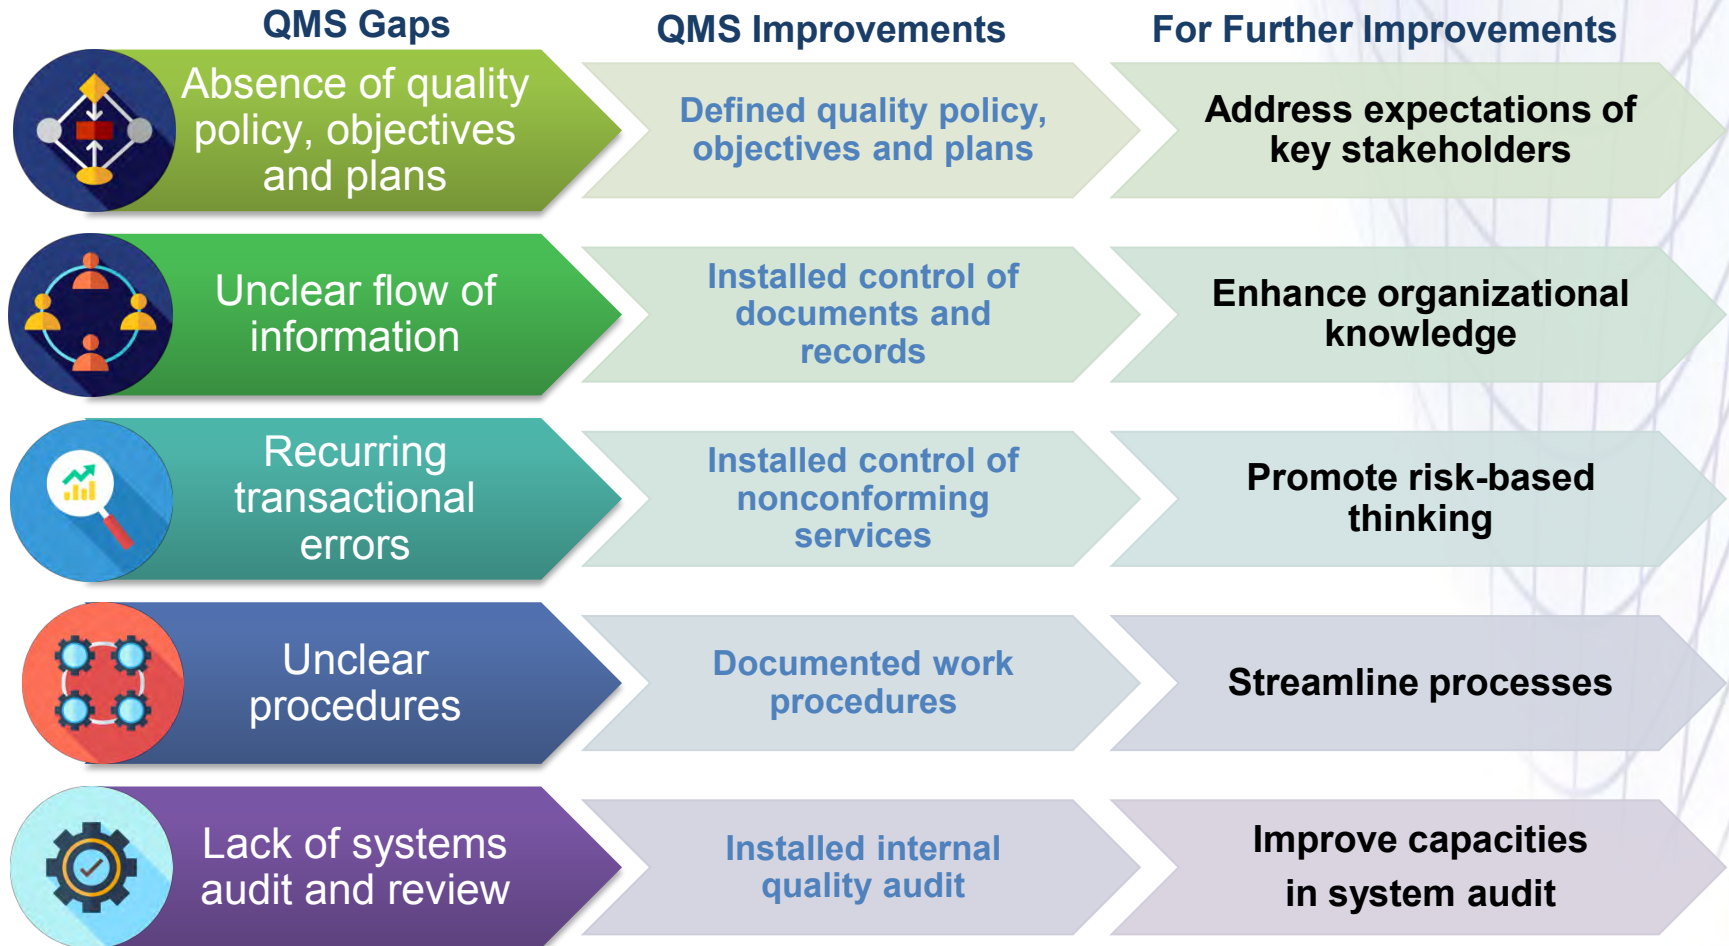 QMS Gaps
QMS Improvements
For Further Improvements
Absence of quality
policy, objectives
and plans
Defined quality policy,
objectives and plans
Address expectations of
key stakeholders
Unclear flow of
information
Installed control of
documents and
records
Enhance organizational
knowledge
Recurring
transactional
errors
Installed control of
nonconforming
services
Promote risk-based
thinking
Unclear
procedures
Documented work
procedures
Streamline processes
Lack of systems
audit and review
Installed internal
quality audit
Improve capacities
in system audit